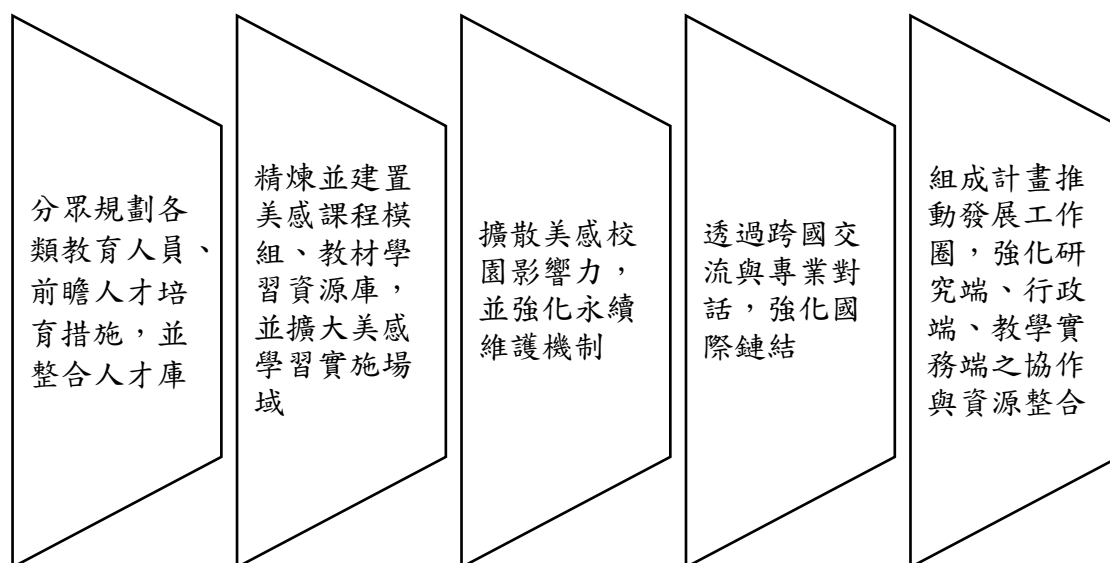 分眾規劃各
類教育人員、
前瞻人才培
育措施，並
整合人才庫
精煉並建置
美感課程模
組、教材學
習資源庫，
並擴大美感
學習實施場
域
擴散美感校
園影響力，
並強化永續
維護機制
透過跨國交
流與專業對
話，強化國
際鏈結
組成計畫推
動發展工作
圈，強化研
究端、行政
端、教學實
務端之協作
與資源整合